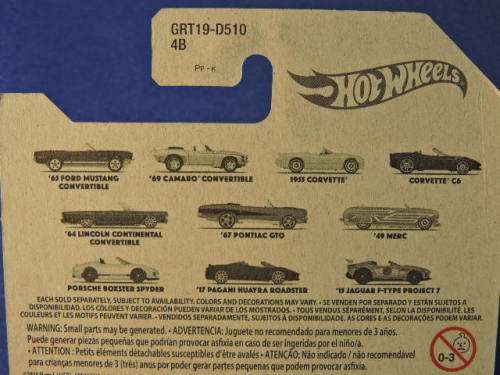 GRT19-D510
4B
PP - K
HOT WHEELS
'65 FORD MUSTANG CONVERTIBLE
'69 CAMARO® CONVERTIBLE
1955 CORVETTE®
CORVETTE® C6
'64 LINCOLN CONTINENTAL CONVERTIBLE
'67 PONTIAC GTO
'49 MERC
PORSCHE BOXSTER SPYDER
'17 PAGANI HUAYRA ROADSTER
'15 JAGUAR F-TYPE PROJECT 7
EACH SOLD SEPARATELY, SUBJECT TO AVAILABILITY. COLORS AND DECORATIONS MAY VARY. • SE VENDEN POR SEPARADO Y ESTÁN SUJETOS A
DISPONIBILIDAD. LOS COLORES Y DECORACIÓN PUEDEN VARIAR DE LOS MOSTRADOS. • TOUS VENDUS SÉPARÉMENT, SELON LA DISPONIBILITÉ. LES
COULEURS ET LES MOTIFS PEUVENT VARIER. • VENDIDOS SEPARADAMENTE, SUJEITOS À DISPONIBILIDADE. AS CORES E AS DECORAÇÕES PODEM VARIAR.
WARNING: Small parts may be generated. • ADVERTENCIA: Juguete no recomendado para menores de 3 años.
Puede generar piezas pequeñas que podrían provocar asfixia en caso de ser ingeridas por el niño/a.
• ATTENTION : Petits éléments détachables susceptibles d'être avalés • ATENÇÃO: Não indicado / não recomendável
para crianças menores de 3 (três) anos por poder gerar partes pequenas que podem provocar asfixia.
0-3